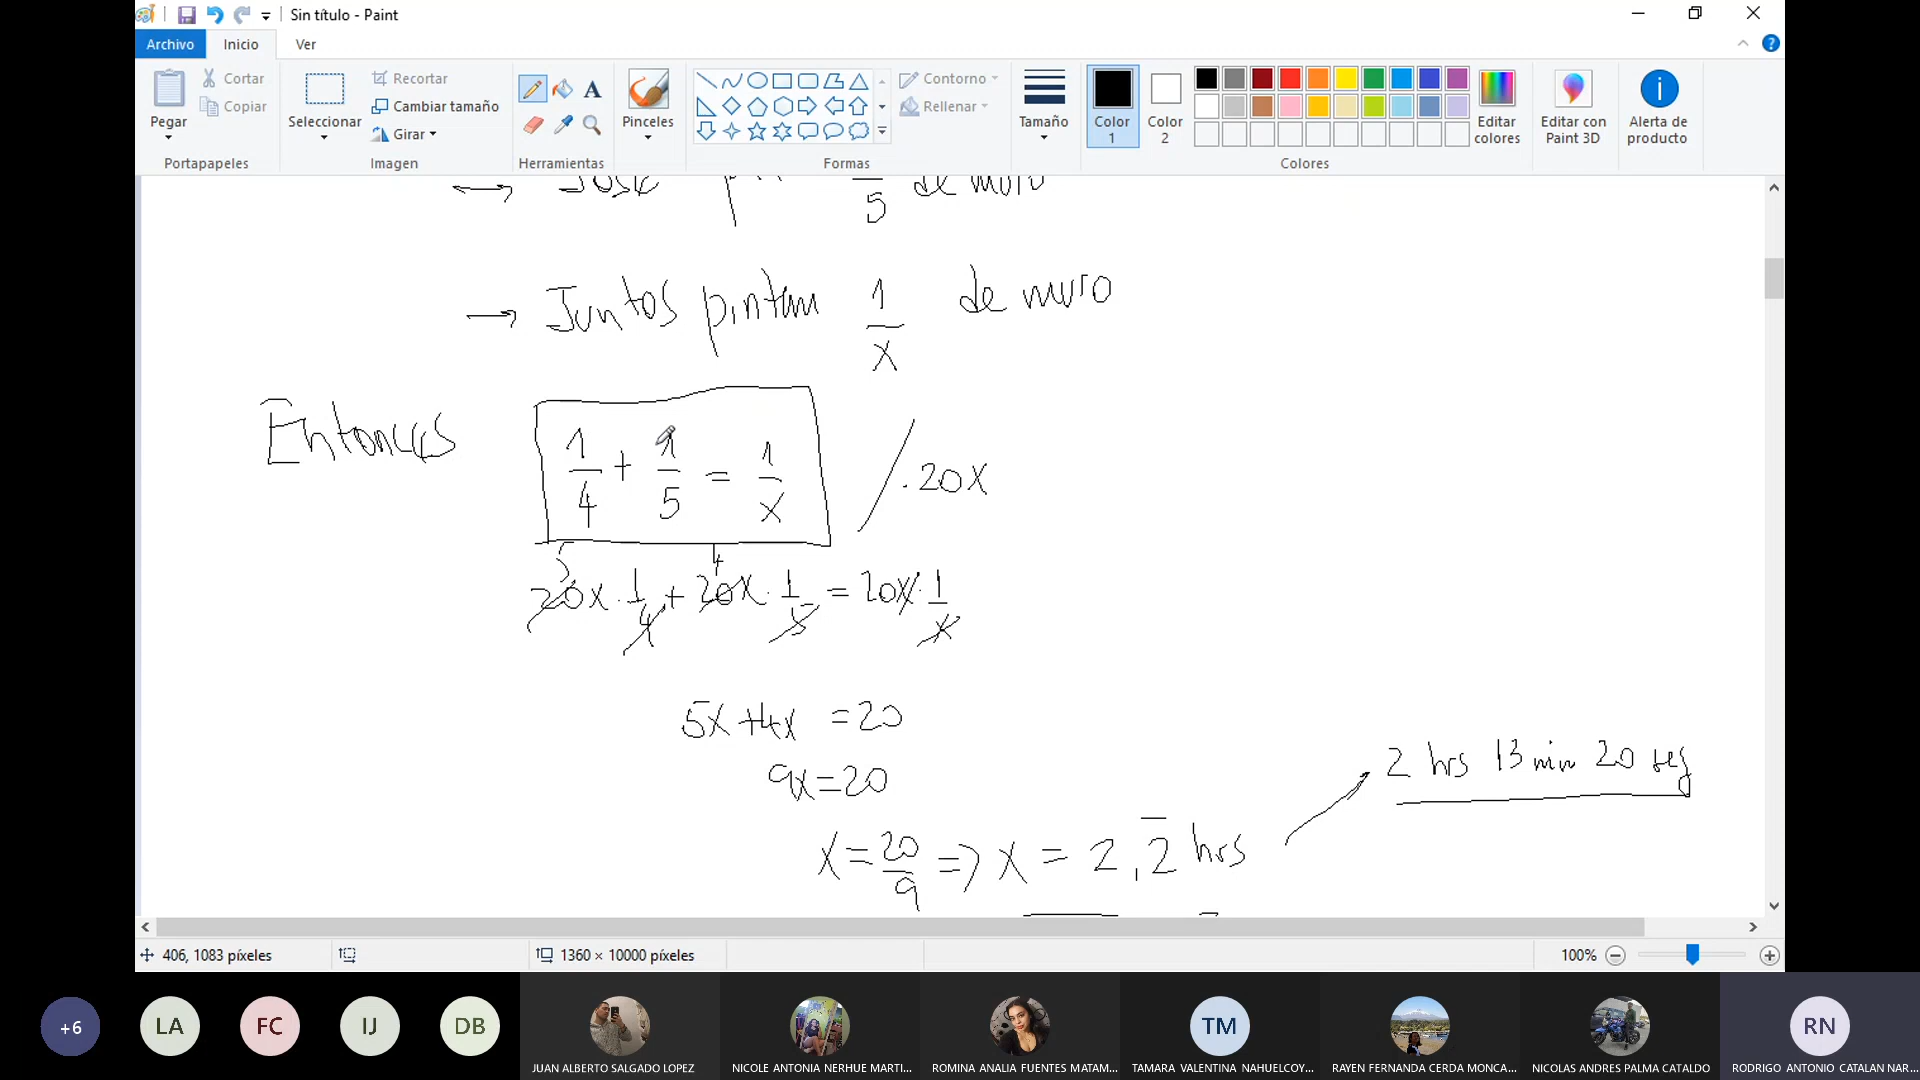 Sin título - Paint
Archivo Inicio Ver
Pegar
Cortar
Copiar
Portapapeles
Seleccionar
Recortar
Cambiar tamaño
Girar
Imagen
A
Herramientas
Pinceles
Contorno
Rellenar
Formas
Tamaño
Color 1
Color 2
Editar colores
Colores
Editar con Paint 3D
Alerta de producto
José 1/5 de muro
→ Juntos pintan 1/x de muro
Entonces 1/4 + 1/5 = 1/x / · 20x
5 4
20x · 1/4 + 20x · 1/5 = 20x · 1/x
5x + 4x = 20
9x = 20
2 hrs 13 min 20 seg
x = 20/9 => x = 2,2̅ hrs
406, 1083 píxeles
1360 × 10000 píxeles
100%
+6 LA FC IJ DB TM RN
JUAN ALBERTO SALGADO LOPEZ
NICOLE ANTONIA NERHUE MARTI...
ROMINA ANALIA FUENTES MATAM...
TAMARA VALENTINA NAHUELCOY...
RAYEN FERNANDA CERDA MONCA...
NICOLAS ANDRES PALMA CATALDO
RODRIGO ANTONIO CATALAN NAR...